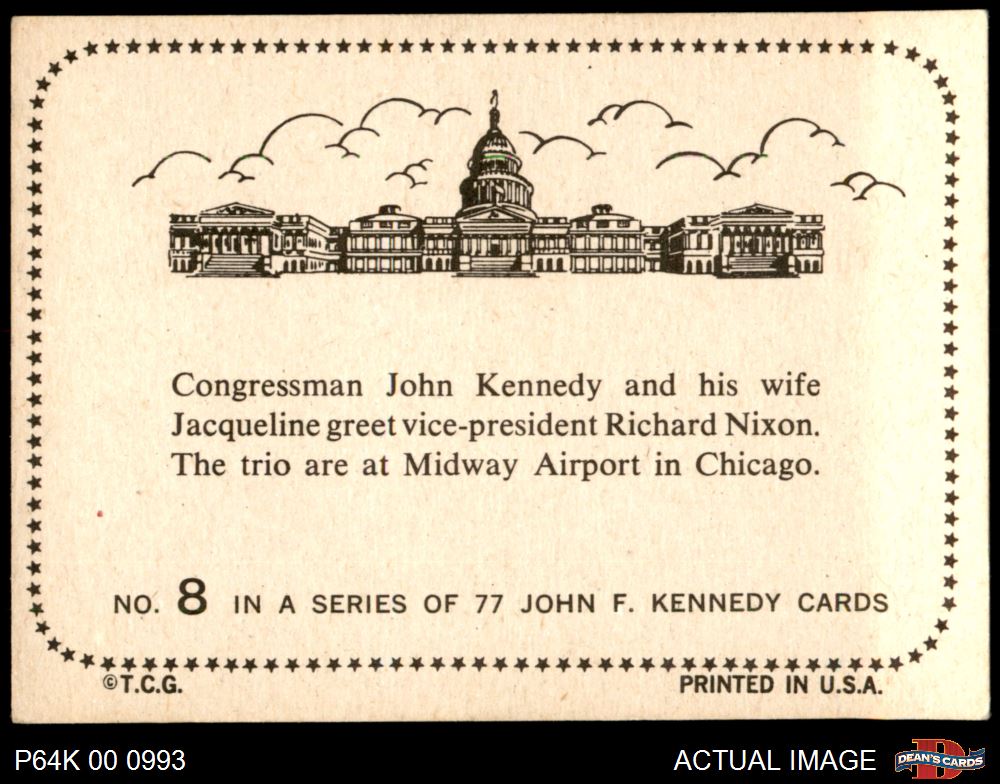 Congressman John Kennedy and his wife
Jacqueline greet vice-president Richard Nixon.
The trio are at Midway Airport in Chicago.
NO. 8 IN A SERIES OF 77 JOHN F. KENNEDY CARDS
©T.C.G. PRINTED IN U.S.A.
P64K 00 0993 ACTUAL IMAGE D DEAN'S CARDS